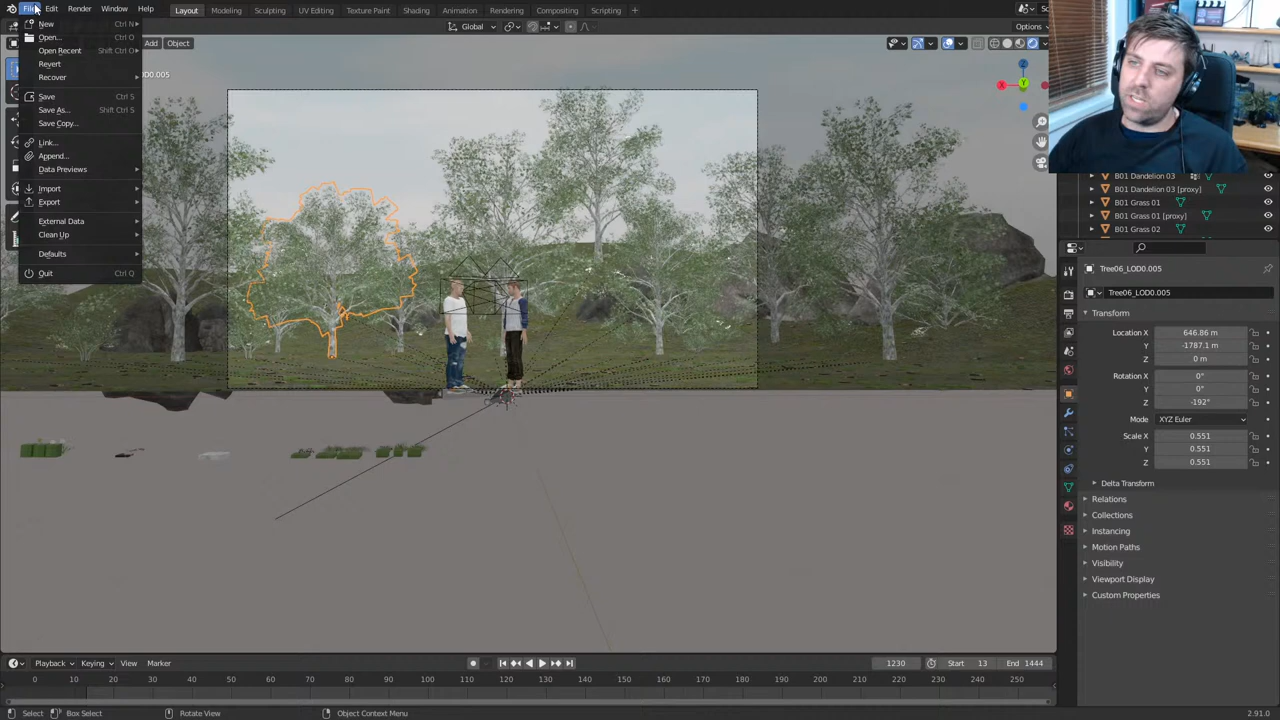 File Edit Render Window Help Layout Modeling Sculpting UV Editing Texture Paint Shading Animation Rendering Compositing Scripting
New Ctrl N
Open... Ctrl O
Open Recent Shift Ctrl O
Revert
Recover
Save Ctrl S
Save As... Shift Ctrl S
Save Copy...
Link...
Append...
Data Previews
Import
Export
External Data
Clean Up
Defaults
Quit Ctrl Q
Global Options
Add Object
LOD0.005
Z
Y
X
B01 Dandelion 03
B01 Dandelion 03 [proxy]
B01 Grass 01
B01 Grass 01 [proxy]
B01 Grass 02
Tree06_LOD0.005
Tree06_LOD0.005
Transform
Location X 646.86 m
Y -1787.1 m
Z 0 m
Rotation X 0°
Y 0°
Z -192°
Mode XYZ Euler
Scale X 0.551
Y 0.551
Z 0.551
Delta Transform
Relations
Collections
Instancing
Motion Paths
Visibility
Viewport Display
Custom Properties
Playback Keying View Marker 1230 Start 13 End 1444
0 10 20 30 40 50 60 70 80 90 100 110 120 130 140 150 160 170 180 190 200 210 220 230 240 250
Select Box Select Rotate View Object Context Menu 2.91.0